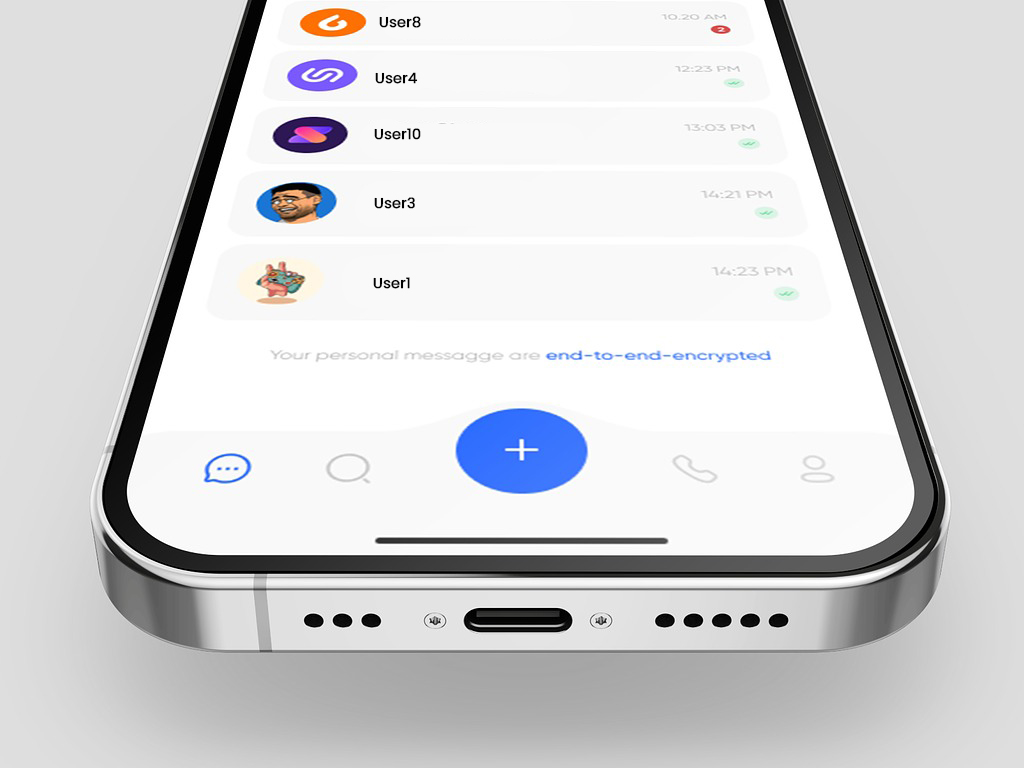 User8
10.20 AM
2
User4
12:23 PM
User10
13:03 PM
User3
14:21 PM
User1
14:23 PM
Your personal messagge are end-to-end-encrypted